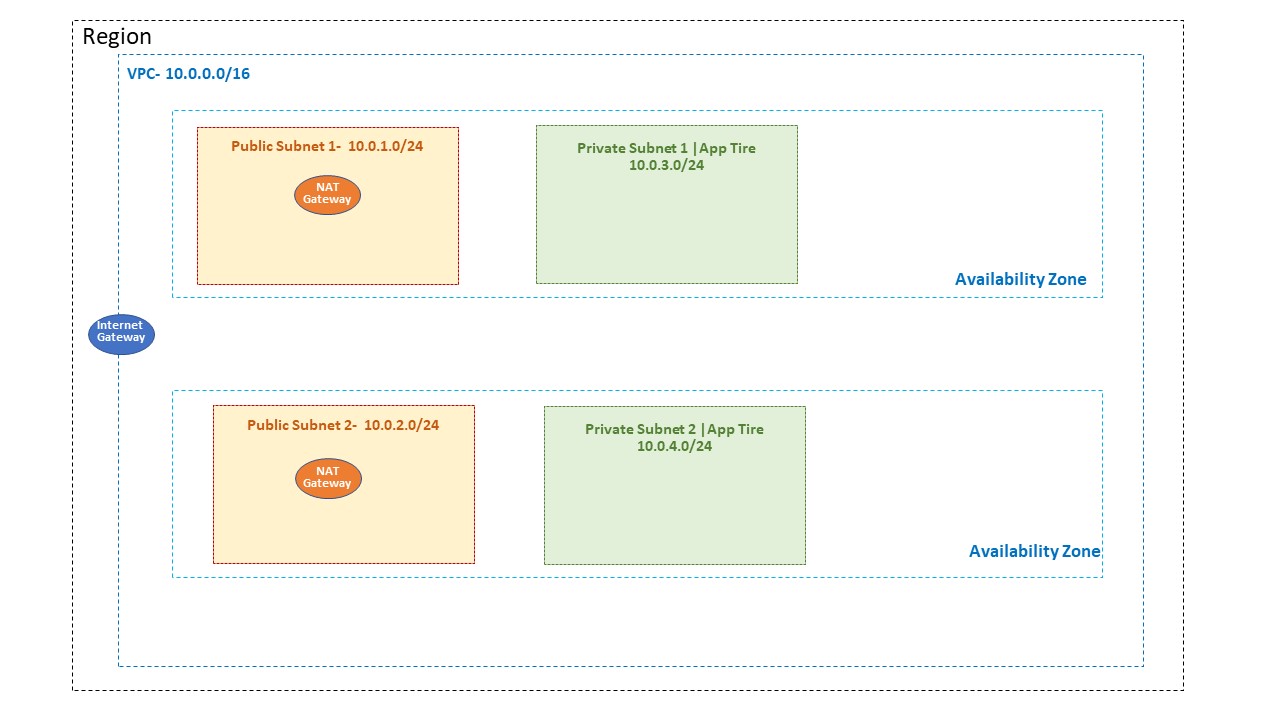 Region
VPC- 10.0.0.0/16
Public Subnet 1-  10.0.1.0/24
NAT
Gateway
Private Subnet 1 |App Tire
10.0.3.0/24
Availability Zone
Internet
Gateway
Public Subnet 2-  10.0.2.0/24
NAT
Gateway
Private Subnet 2 |App Tire
10.0.4.0/24
Availability Zone